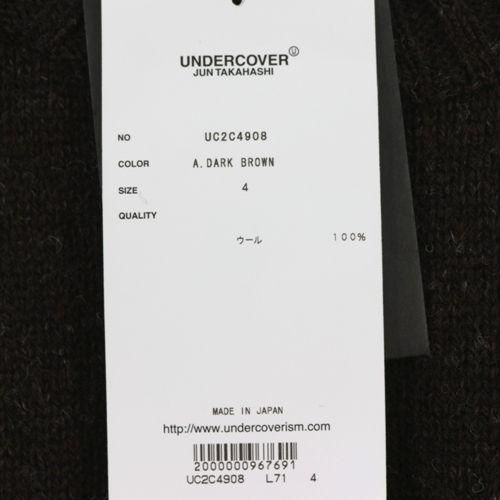 UNDERCOVER U
JUN TAKAHASHI
NO UC2C4908
COLOR A.DARK BROWN
SIZE 4
QUALITY
ウール 100%
MADE IN JAPAN
http://www.undercoverism.com/
2000000967691
UC2C4908 L71 4